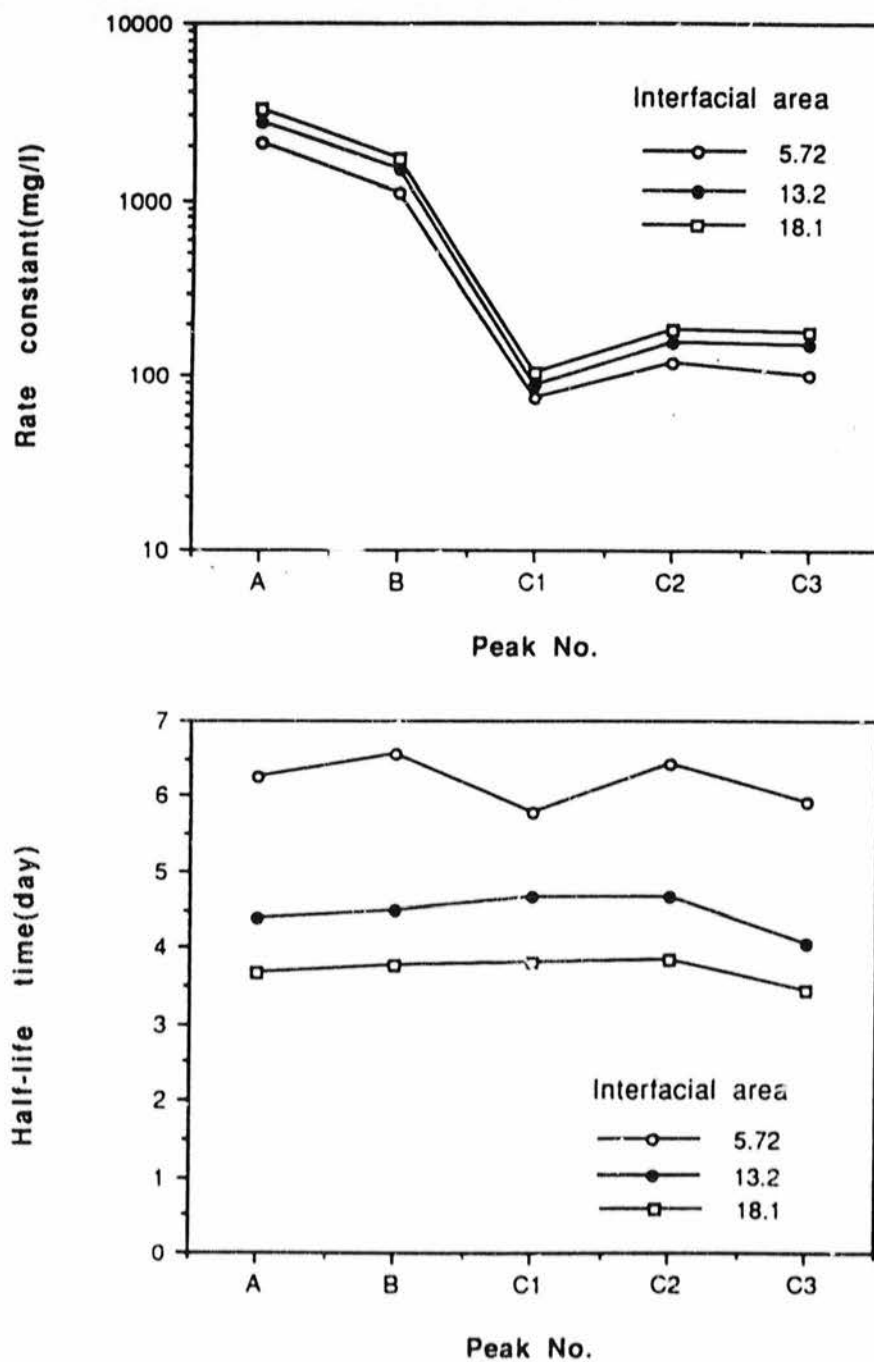 Rate constant(mg/l)
10000
1000
100
10
Interfacial area
5.72
13.2
18.1
A B C1 C2 C3
Peak No.
Half-life time(day)
7
6
5
4
3
2
1
0
Interfacial area
5.72
13.2
18.1
A B C1 C2 C3
Peak No.